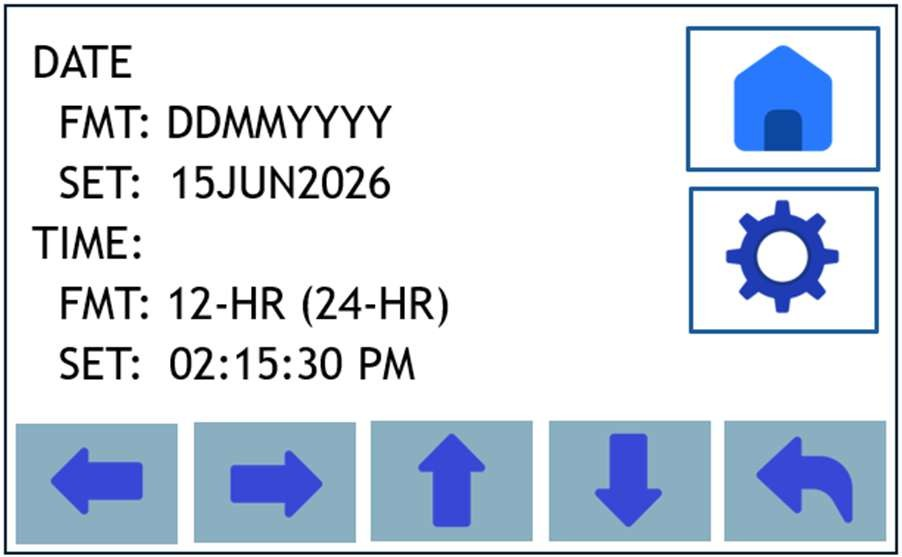 DATE
FMT: DDMMYYYY
SET: 15JUN2026
TIME:
FMT: 12-HR (24-HR)
SET: 02:15:30 PM